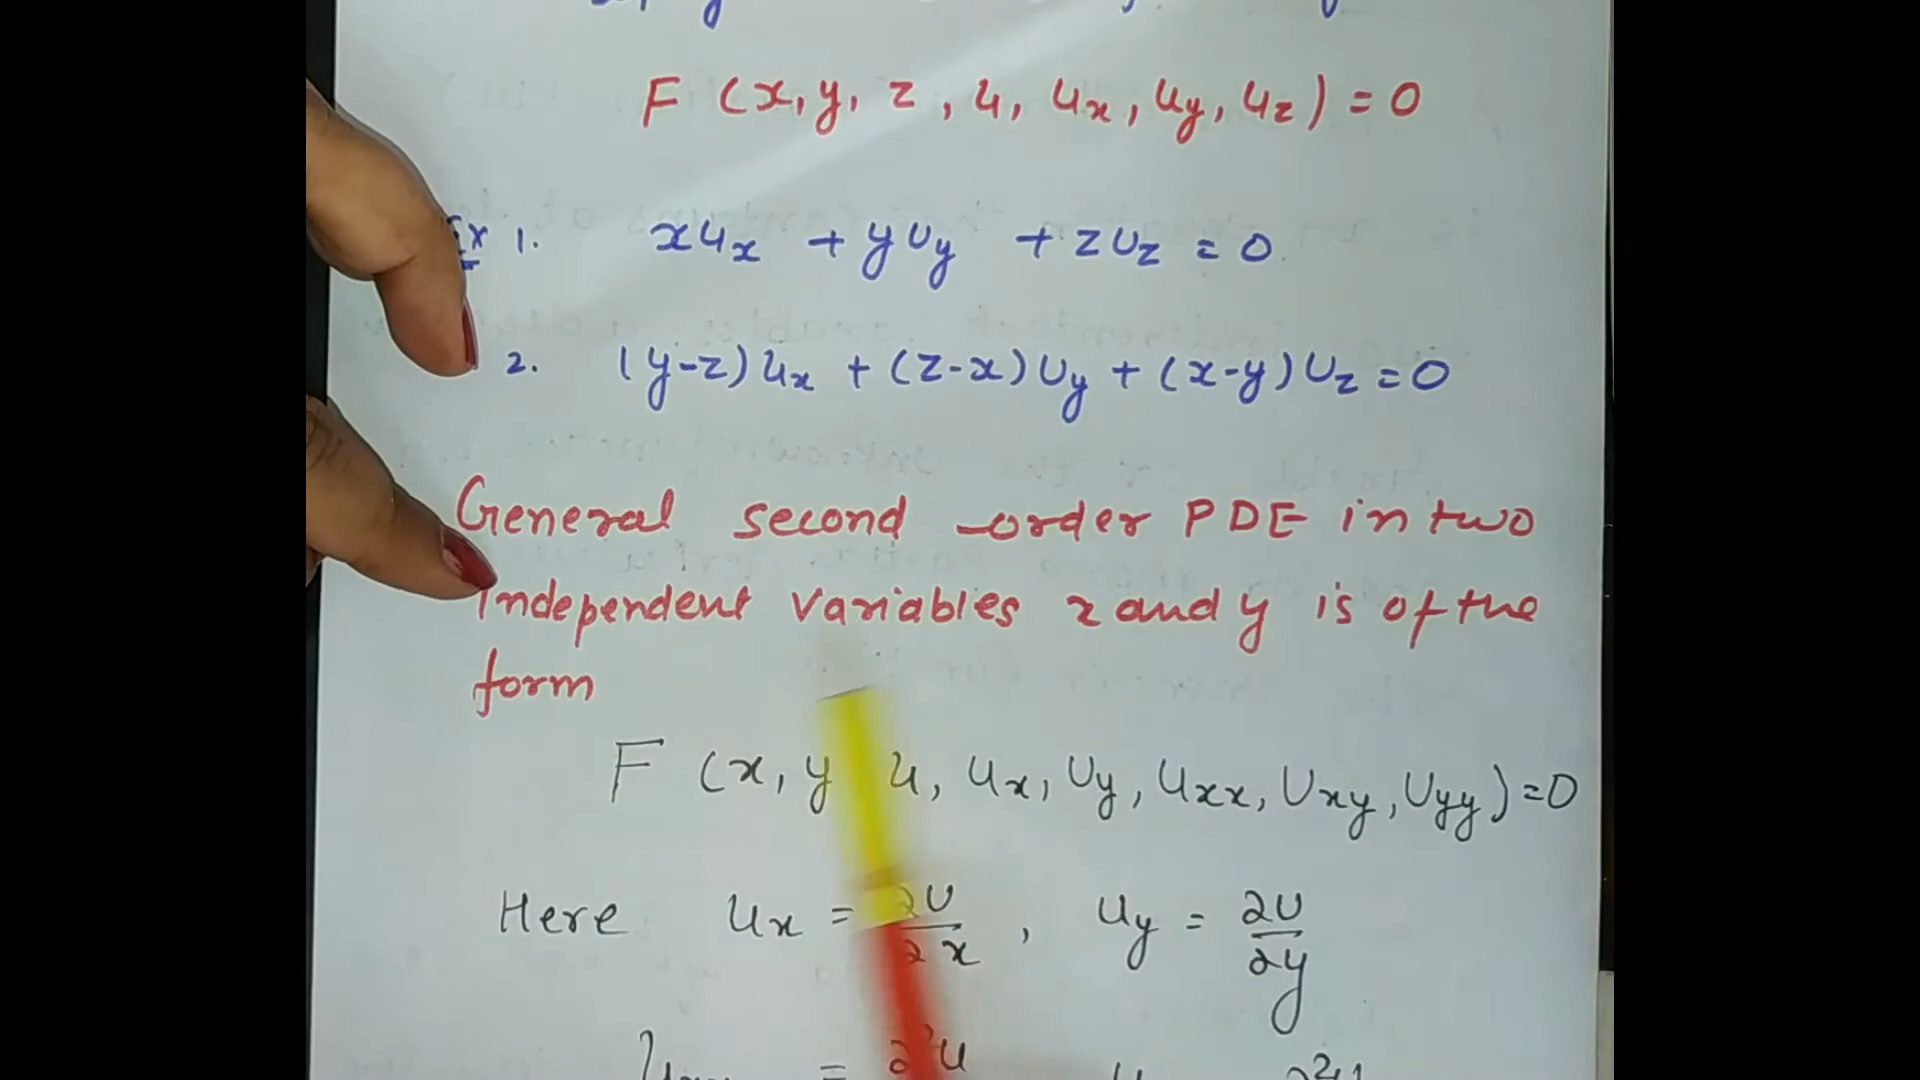 F (x, y, z, u, ux, uy, uz) = 0
Ex 1. xux + yuy + zuz = 0.
2. (y-z)ux + (z-x)uy + (x-y)uz = 0
General second -order PDE in two
independent variables x and y is of the
form
F (x, y u, ux, uy, uxx, uxy, uyy) = 0
Here ux = ∂u/∂x , uy = ∂u/∂y
= ∂²u